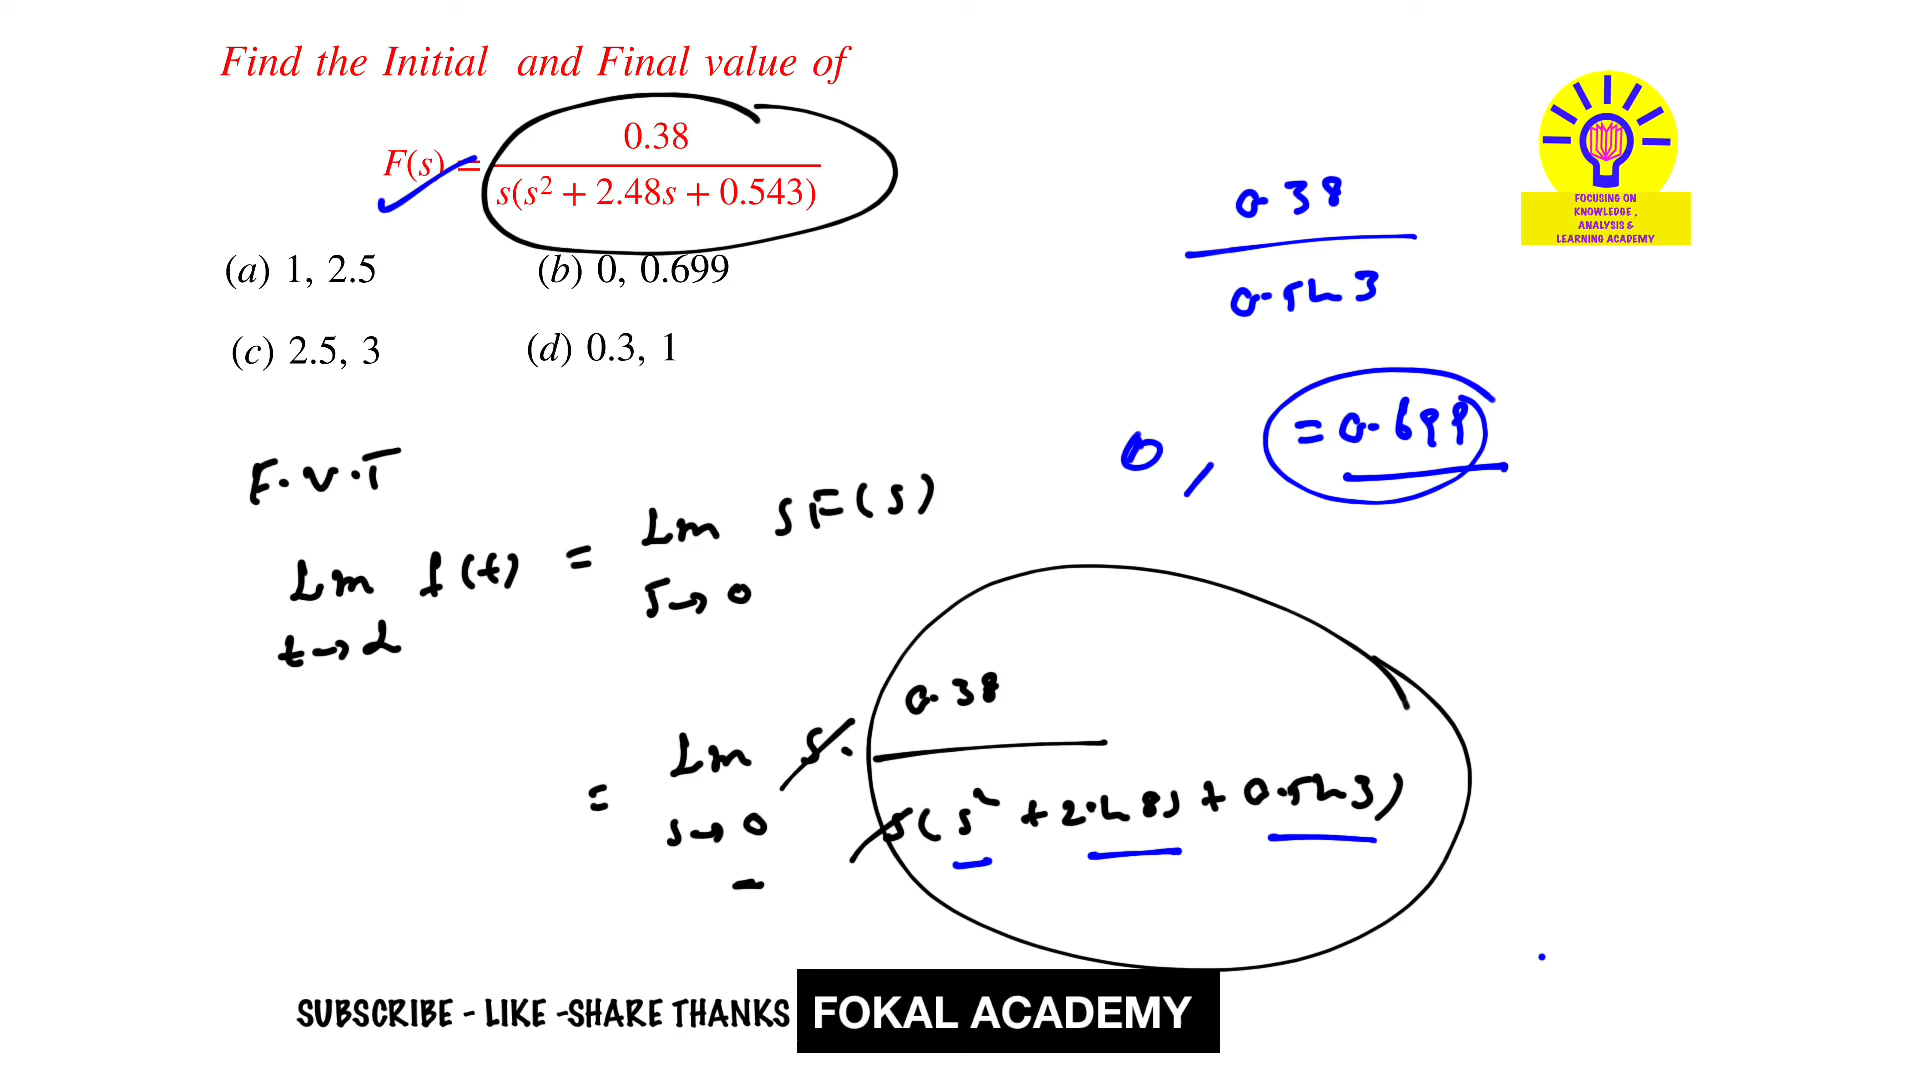 Find the Initial and Final value of
F(s) = 0.38 / s(s² + 2.48s + 0.543)
(a) 1, 2.5 (b) 0, 0.699
(c) 2.5, 3 (d) 0.3, 1
FOCUSING ON
KNOWLEDGE ,
ANALYSIS &
LEARNING ACADEMY
0.38
0.543
0, = 0.699
F.V.T
Lm f(t) = Lm SF(S)
t→ S→0
= Lm S. 0.38
s→0 s(s² + 2.48s + 0.543)
SUBSCRIBE - LIKE -SHARE THANKS
FOKAL ACADEMY